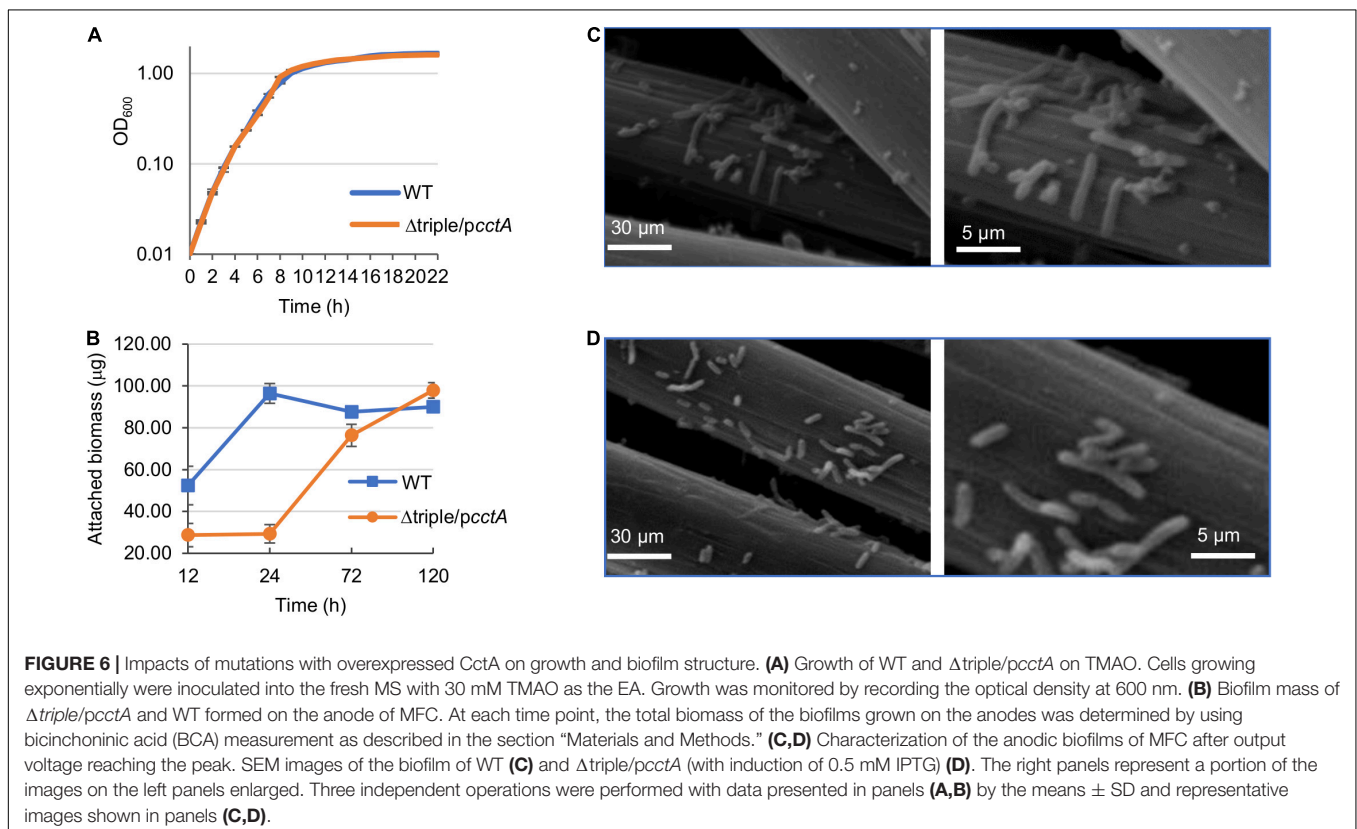 A
1.00
0.10
0.01
OD600
0 2 4 6 8 10 12 14 16 18 20 22
Time (h)
WT
Δtriple/pcctA
B
120.00
100.00
80.00
60.00
40.00
20.00
Attached biomass (µg)
12 24 72 120
Time (h)
WT
Δtriple/pcctA
C
30 µm
5 µm
D
30 µm
5 µm
FIGURE 6 | Impacts of mutations with overexpressed CctA on growth and biofilm structure. (A) Growth of WT and Δtriple/pcctA on TMAO. Cells growing
exponentially were inoculated into the fresh MS with 30 mM TMAO as the EA. Growth was monitored by recording the optical density at 600 nm. (B) Biofilm mass of
Δtriple/pcctA and WT formed on the anode of MFC. At each time point, the total biomass of the biofilms grown on the anodes was determined by using
bicinchoninic acid (BCA) measurement as described in the section “Materials and Methods.” (C,D) Characterization of the anodic biofilms of MFC after output
voltage reaching the peak. SEM images of the biofilm of WT (C) and Δtriple/pcctA (with induction of 0.5 mM IPTG) (D). The right panels represent a portion of the
images on the left panels enlarged. Three independent operations were performed with data presented in panels (A,B) by the means ± SD and representative
images shown in panels (C,D).